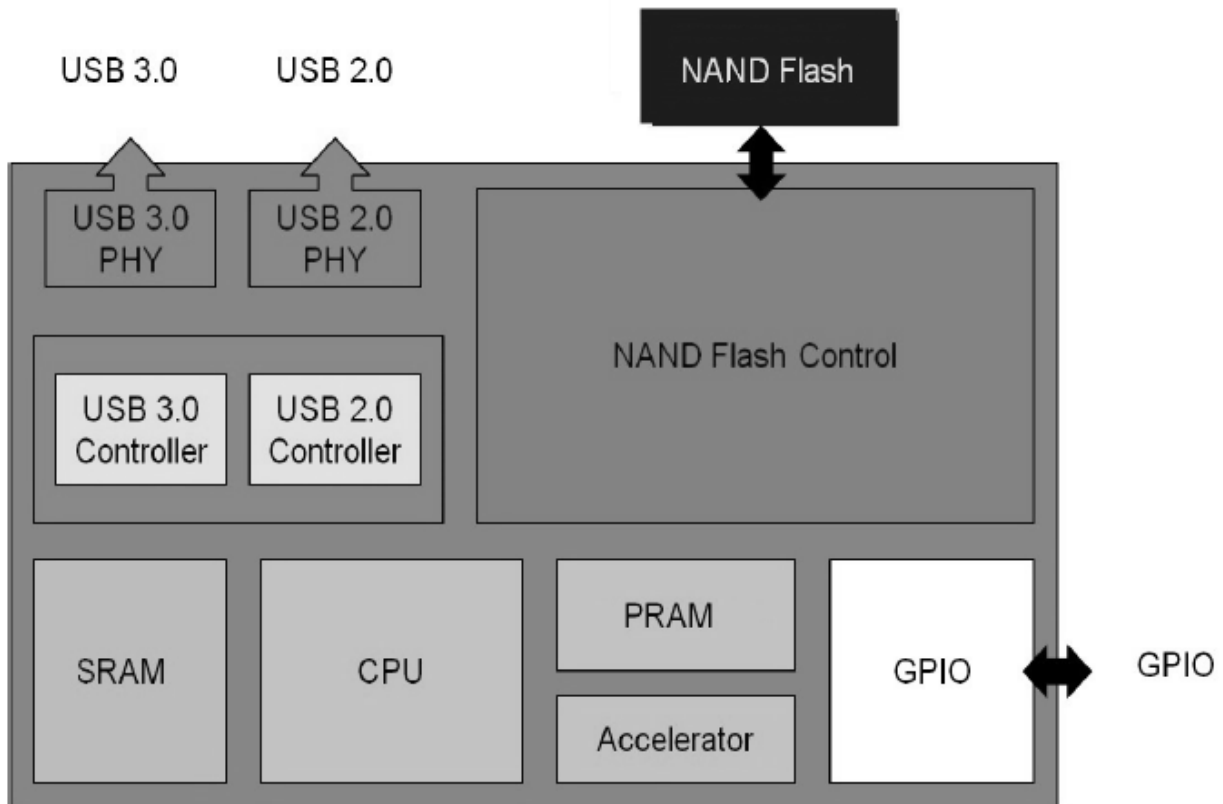 USB 3.0
USB 2.0
NAND Flash
USB 3.0
PHY
USB 2.0
PHY
NAND Flash Control
USB 3.0
Controller
USB 2.0
Controller
SRAM
CPU
PRAM
Accelerator
GPIO
GPIO